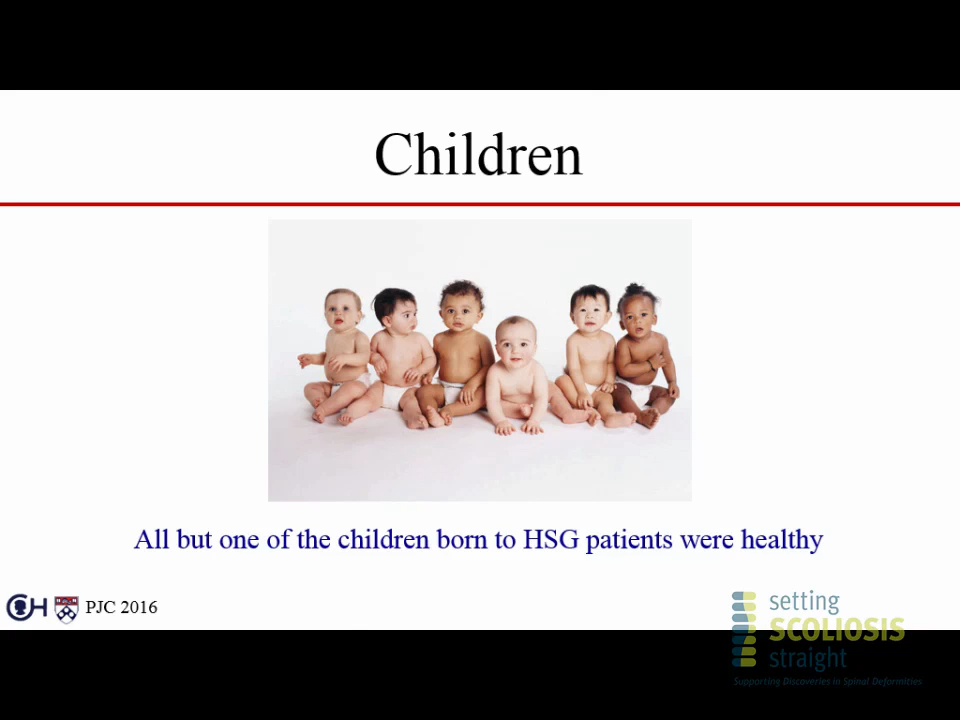 Children
All but one of the children born to HSG patients were healthy
PJC 2016
setting
SCOLIOSIS
straight
Supporting Discoveries in Spinal Deformities